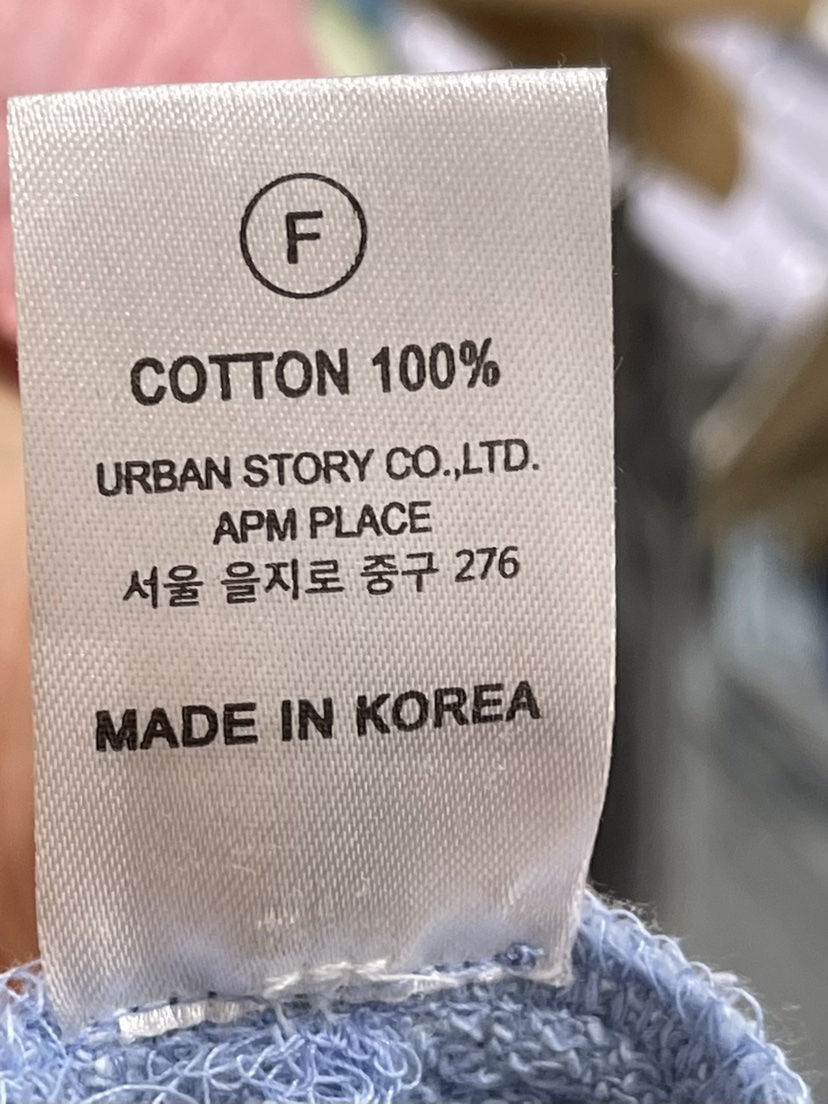 F
COTTON 100%
URBAN STORY CO.,LTD.
APM PLACE
서울 을지로 중구 276
MADE IN KOREA